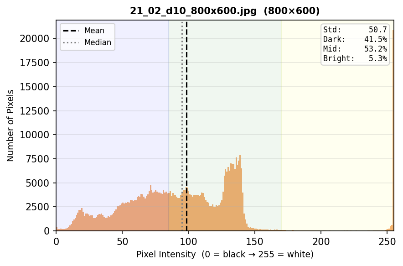 21_02_d10_800x600.jpg (800×600)
Mean
Median
Std: 50.7
Dark: 41.5%
Mid: 53.2%
Bright: 5.3%
Number of Pixels
22500
20000
17500
15000
12500
10000
7500
5000
2500
0
0 50 100 150 200 250
Pixel Intensity (0 = black → 255 = white)